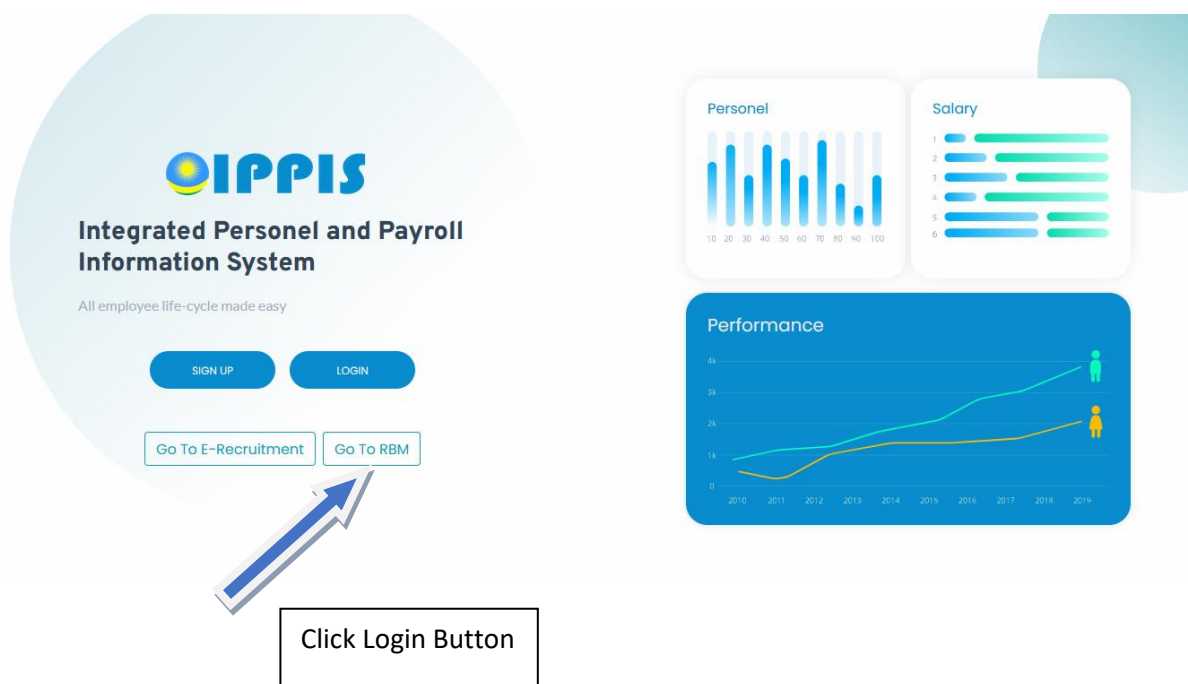 IPPIS
Integrated Personel and Payroll
Information System
All employee life-cycle made easy
SIGN UP LOGIN
Go To E-Recruitment Go To RBM
Click Login Button
Personel
10 20 30 40 50 60 70 80 90 100
Salary
1
2
3
4
5
6
Performance
4k
3k
2k
1k
0
2010 2011 2012 2013 2014 2015 2016 2017 2018 2019